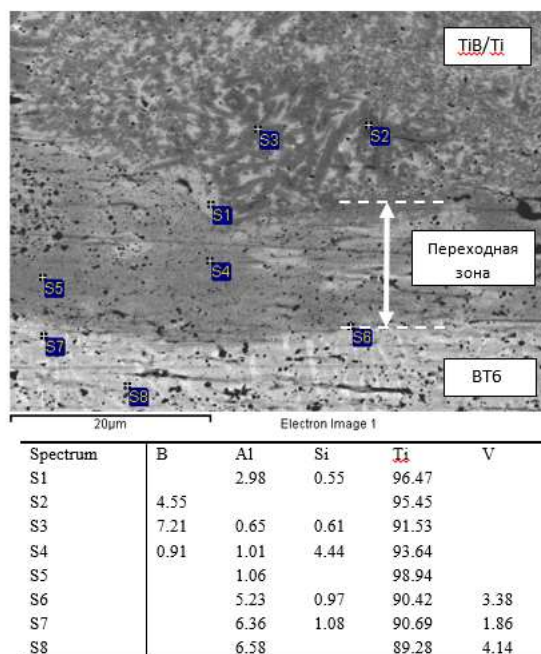 TiB/Ti
S3
S2
S1
S4
Переходная
зона
S5
S7
S6
ВТ6
S8
20μm
Electron Image 1
Spectrum B Al Si Ti V
S1 2.98 0.55 96.47
S2 4.55 95.45
S3 7.21 0.65 0.61 91.53
S4 0.91 1.01 4.44 93.64
S5 1.06 98.94
S6 5.23 0.97 90.42 3.38
S7 6.36 1.08 90.69 1.86
S8 6.58 89.28 4.14